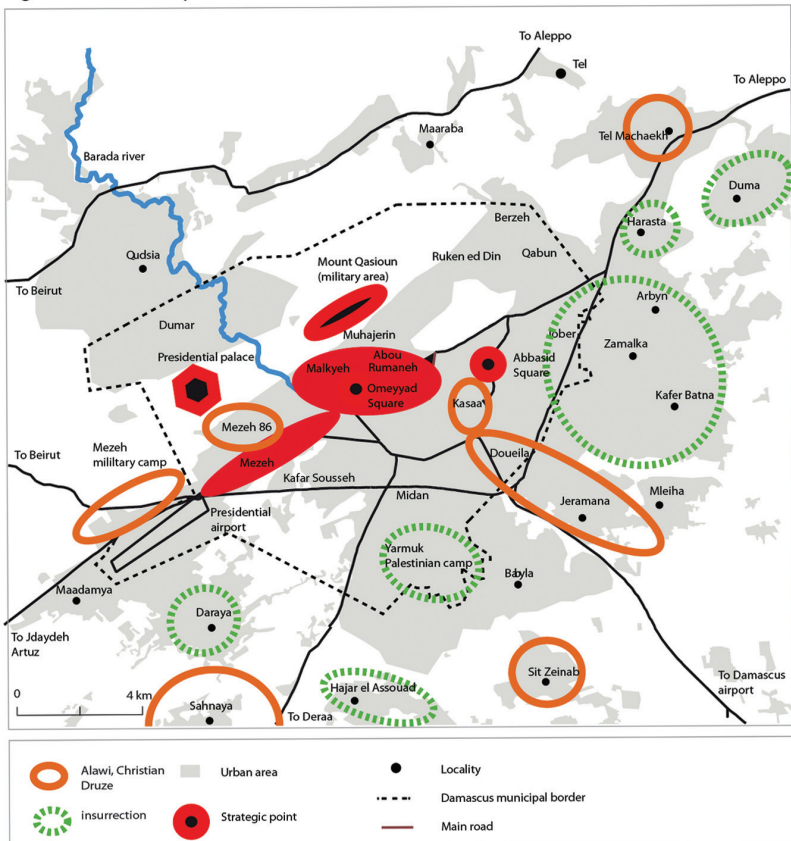 To Aleppo
Tel
To Aleppo
Maaraba
Tel Machaekh
Barada river
Duma
Berzeh
Harasta
Qudsia
Ruken ed Din
Qabun
Mount Qasioun
(military area)
To Beirut
Arbyn
Dumar
Muhajerin
Jober
Zamalka
Presidential palace
Malkyeh
Abou
Rumaneh
Abbasid
Square
Omeyyad
Square
Kasaa
Kafer Batna
Mezeh 86
Mezeh
millitary camp
To Beirut
Doueila
Mezeh
Kafar Sousseh
Midan
Jeramana
Mleiha
Presidential
airport
Yarmuk
Palestinian camp
Babyla
Maadamya
Daraya
To Jdaydeh
Artuz
Sit Zeinab
To Damascus
airport
Hajar el Assouad
0
4 km
Sahnaya
To Deraa
Alawi, Christian
Druze
Urban area
Locality
Damascus municipal border
insurrection
Strategic point
Main road